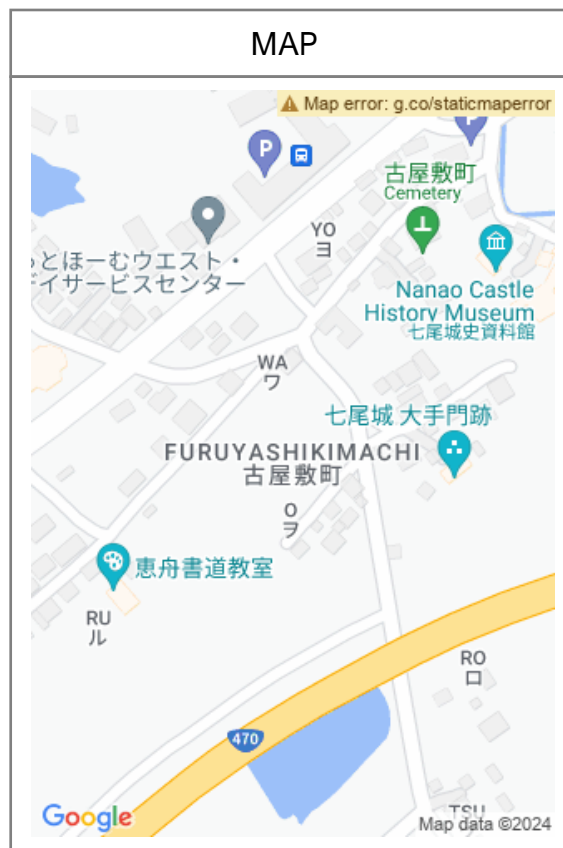 MAP
Map error: g.co/staticmaperror
P
P
古屋敷町
Cemetery
YO
ヨ
っとほーむウエスト・
デイサービスセンター
Nanao Castle
History Museum
七尾城史資料館
WA
ワ
七尾城 大手門跡
FURUYASHIKIMACHI
古屋敷町
O
ヲ
恵舟書道教室
RU
ル
RO
ロ
470
TSU
Google
Map data ©2024